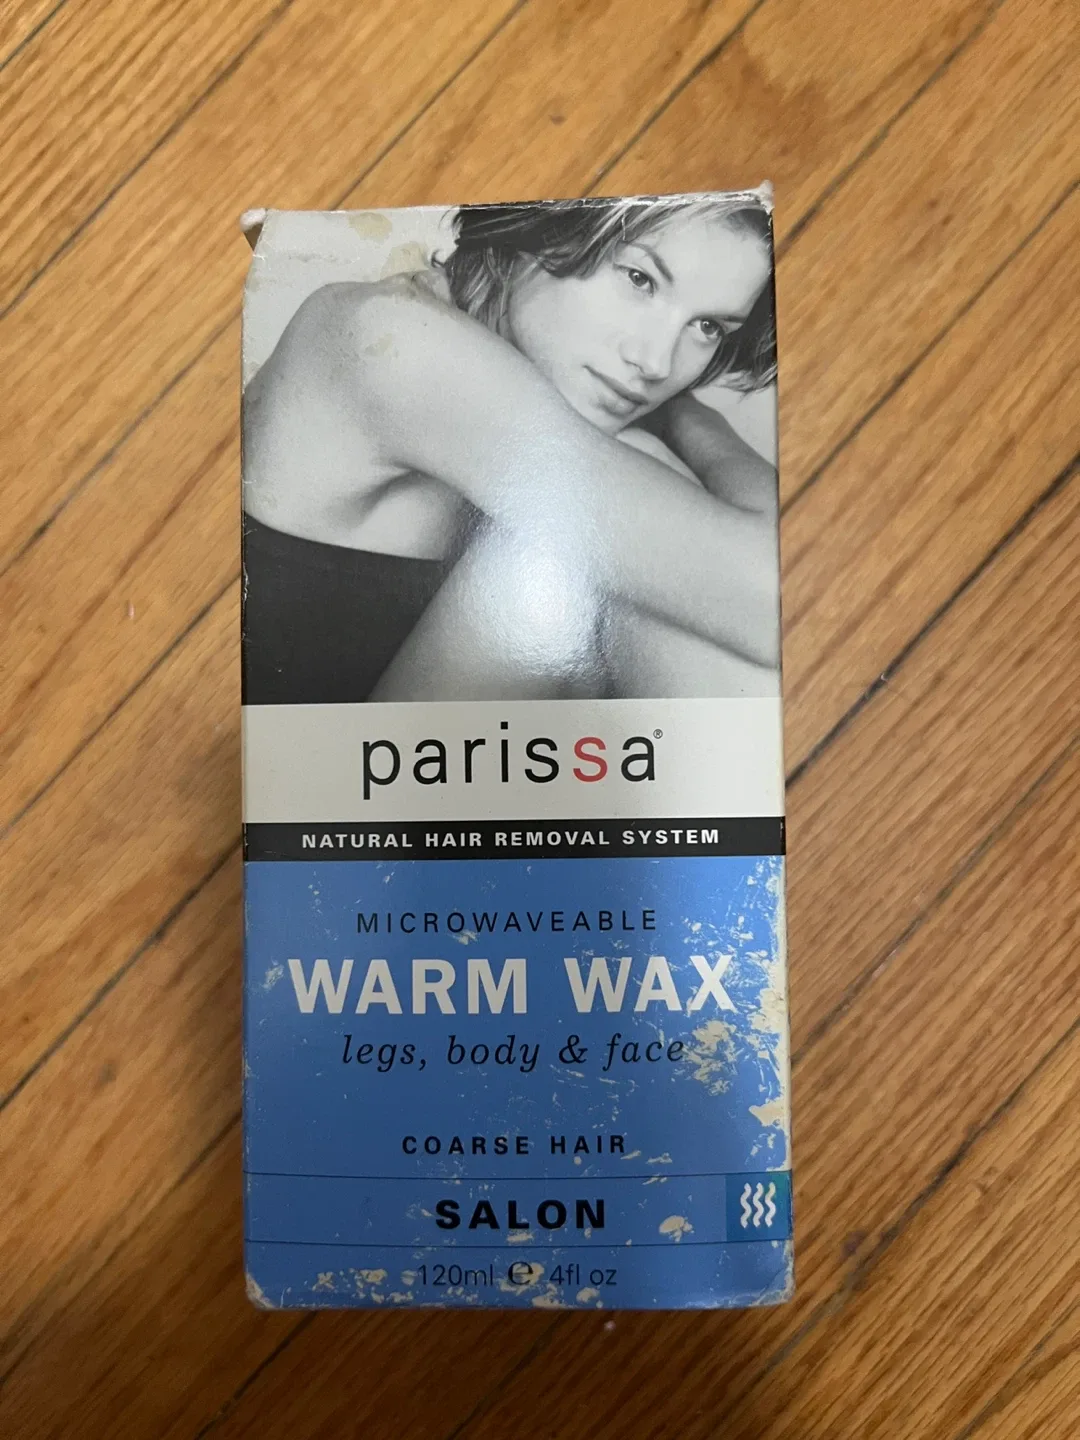 parissa®
NATURAL HAIR REMOVAL SYSTEM
MICROWAVEABLE
WARM WAX
legs, body & face
COARSE HAIR
SALON
120ml ℮ 4fl oz